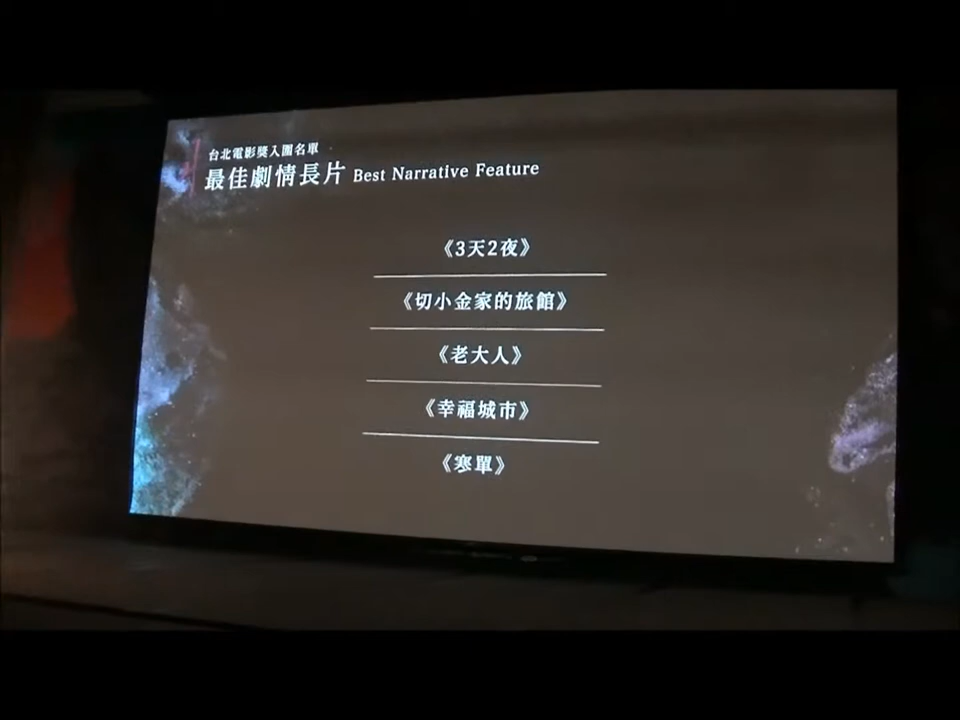 台北電影獎入圍名單
最佳劇情長片 Best Narrative Feature
《3天2夜》
《切小金家的旅館》
《老大人》
《幸福城市》
《寒單》